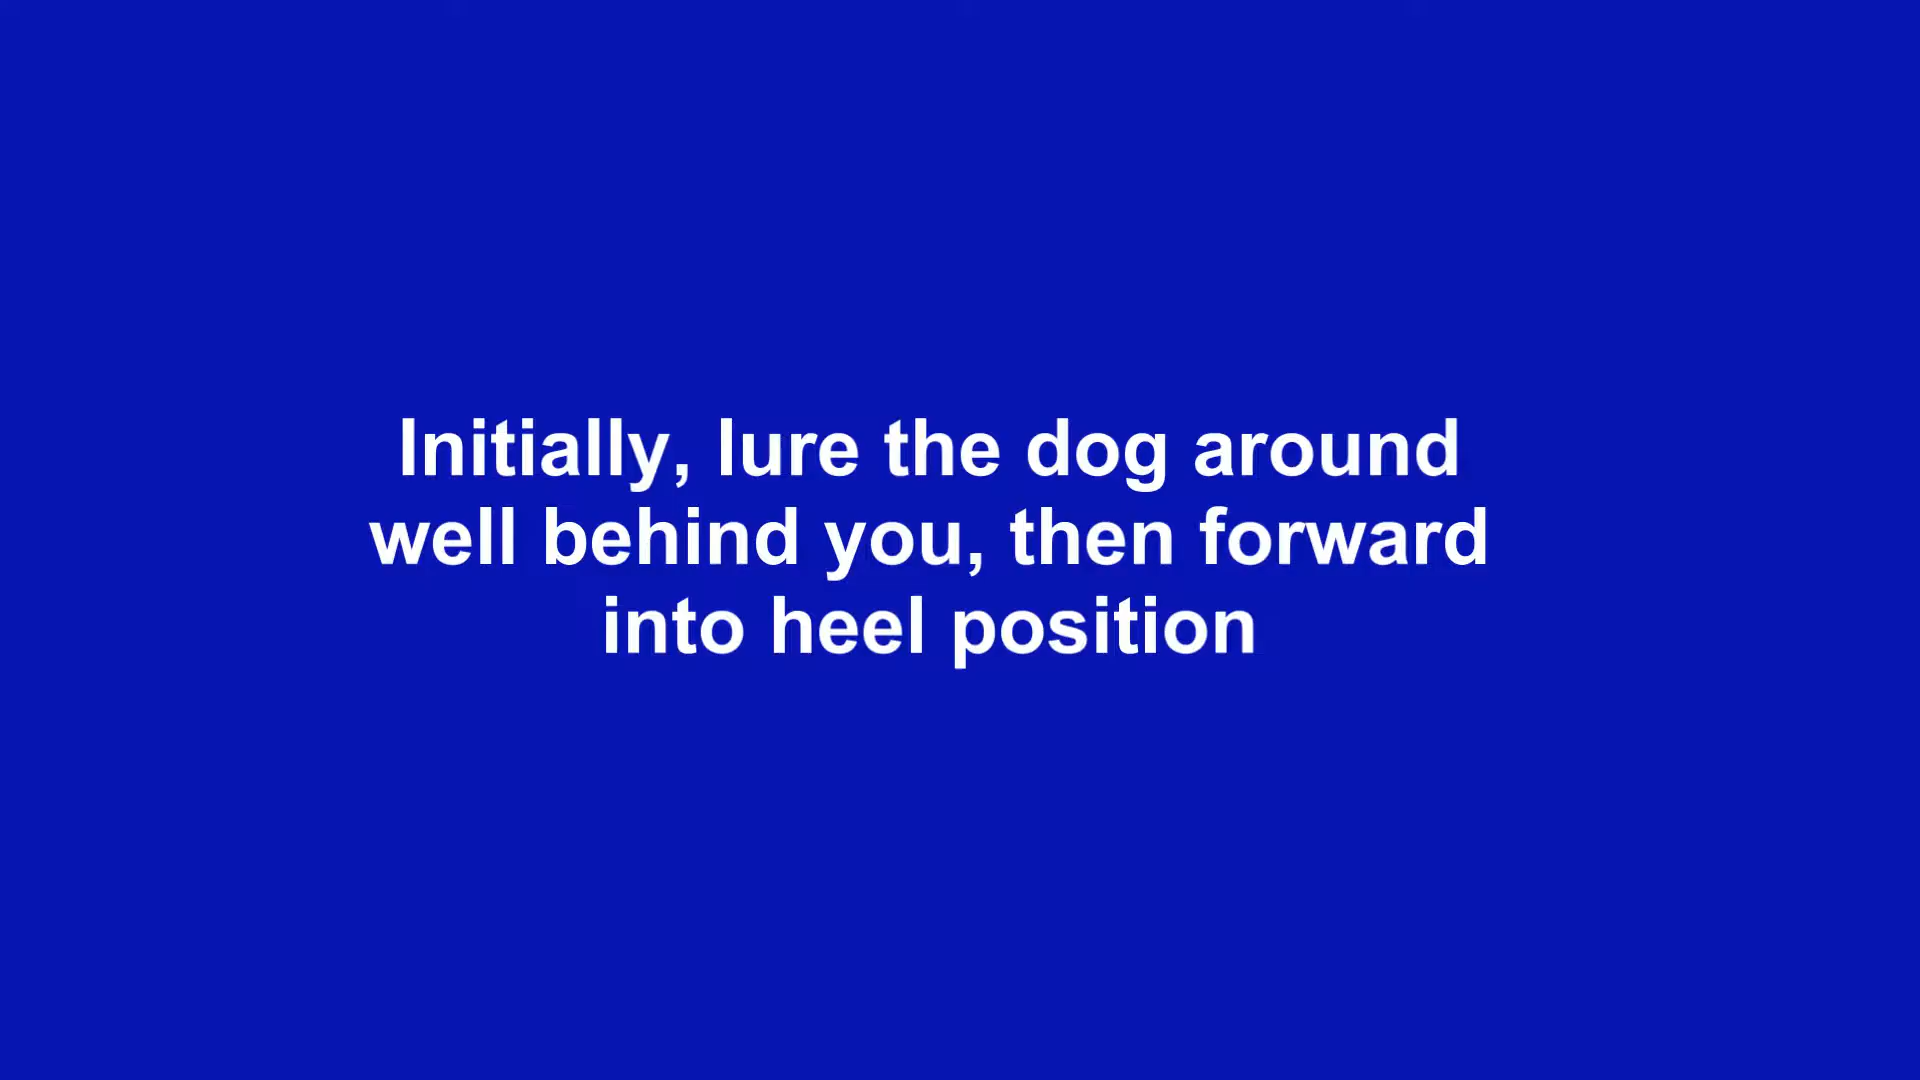 Initially, lure the dog around
well behind you, then forward
into heel position